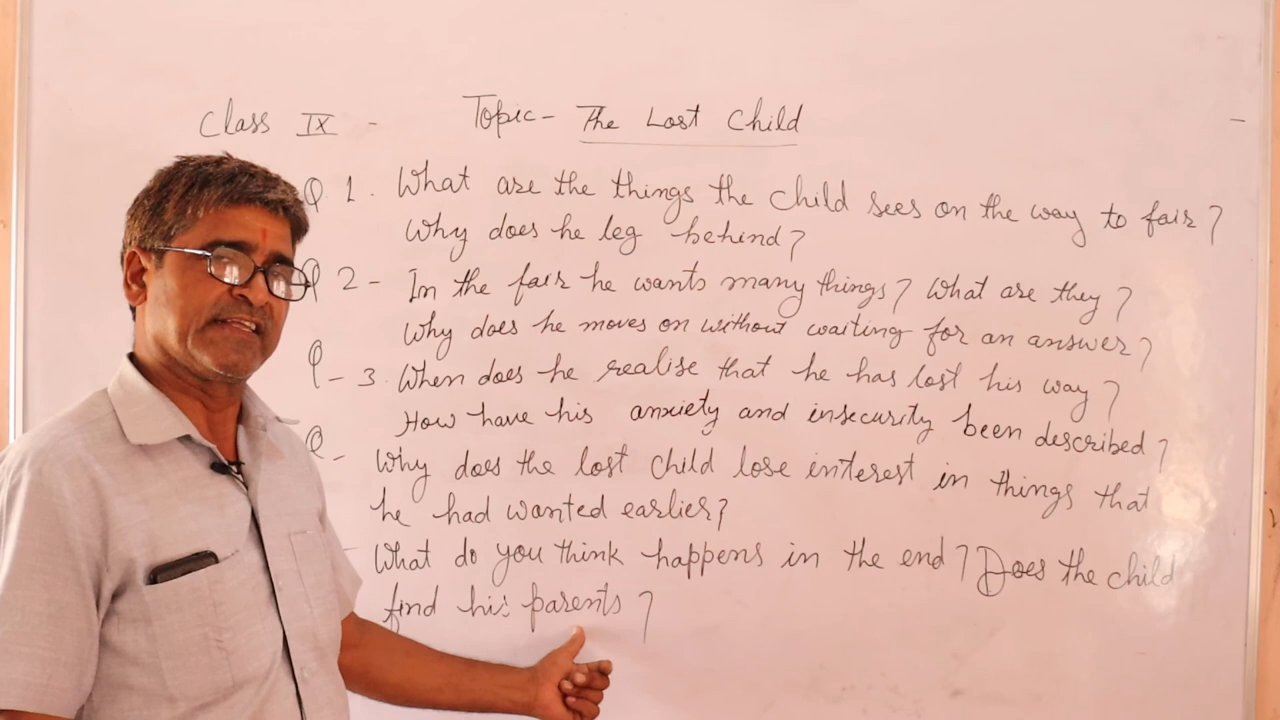 Class IX - Topic - The Lost Child -
Q 1. What are the things the child sees on the way to fair?
Why does he leg behind?
Q 2 - In the fair he wants many things? What are they?
Why does he moves on without waiting for an answer?
Q - 3. When does he realise that he has lost his way?
How have his anxiety and insecurity been described?
Q - Why does the lost child lose interest in things that
he had wanted earlier?
- What do you think happens in the end? Does the child
find his parents?